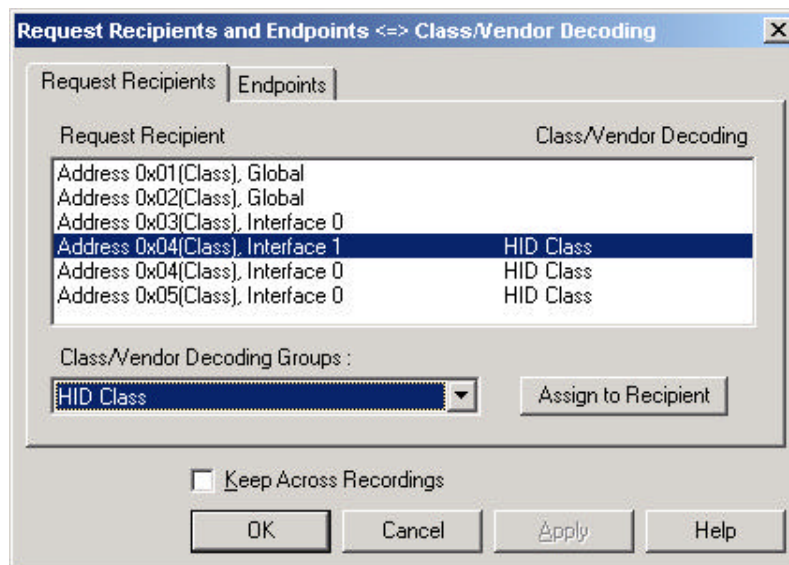 Request Recipients and Endpoints <=> Class/Vendor Decoding
Request Recipients Endpoints
Request Recipient Class/Vendor Decoding
Address 0x01(Class), Global
Address 0x02(Class), Global
Address 0x03(Class), Interface 0
Address 0x04(Class), Interface 1 HID Class
Address 0x04(Class), Interface 0 HID Class
Address 0x05(Class), Interface 0 HID Class
Class/Vendor Decoding Groups :
HID Class Assign to Recipient
Keep Across Recordings
OK Cancel Apply Help